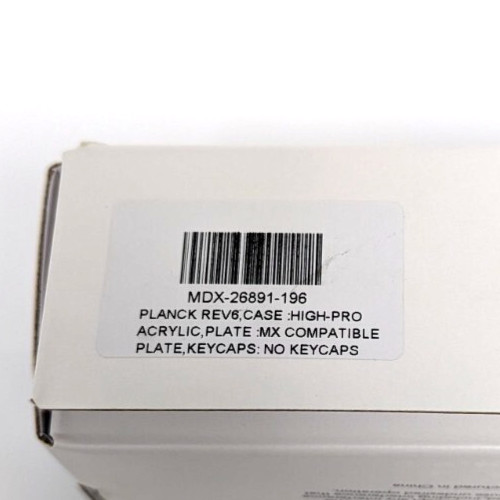 MDX-26891-196
PLANCK REV6,CASE :HIGH-PRO
ACRYLIC,PLATE :MX COMPATIBLE
PLATE,KEYCAPS: NO KEYCAPS